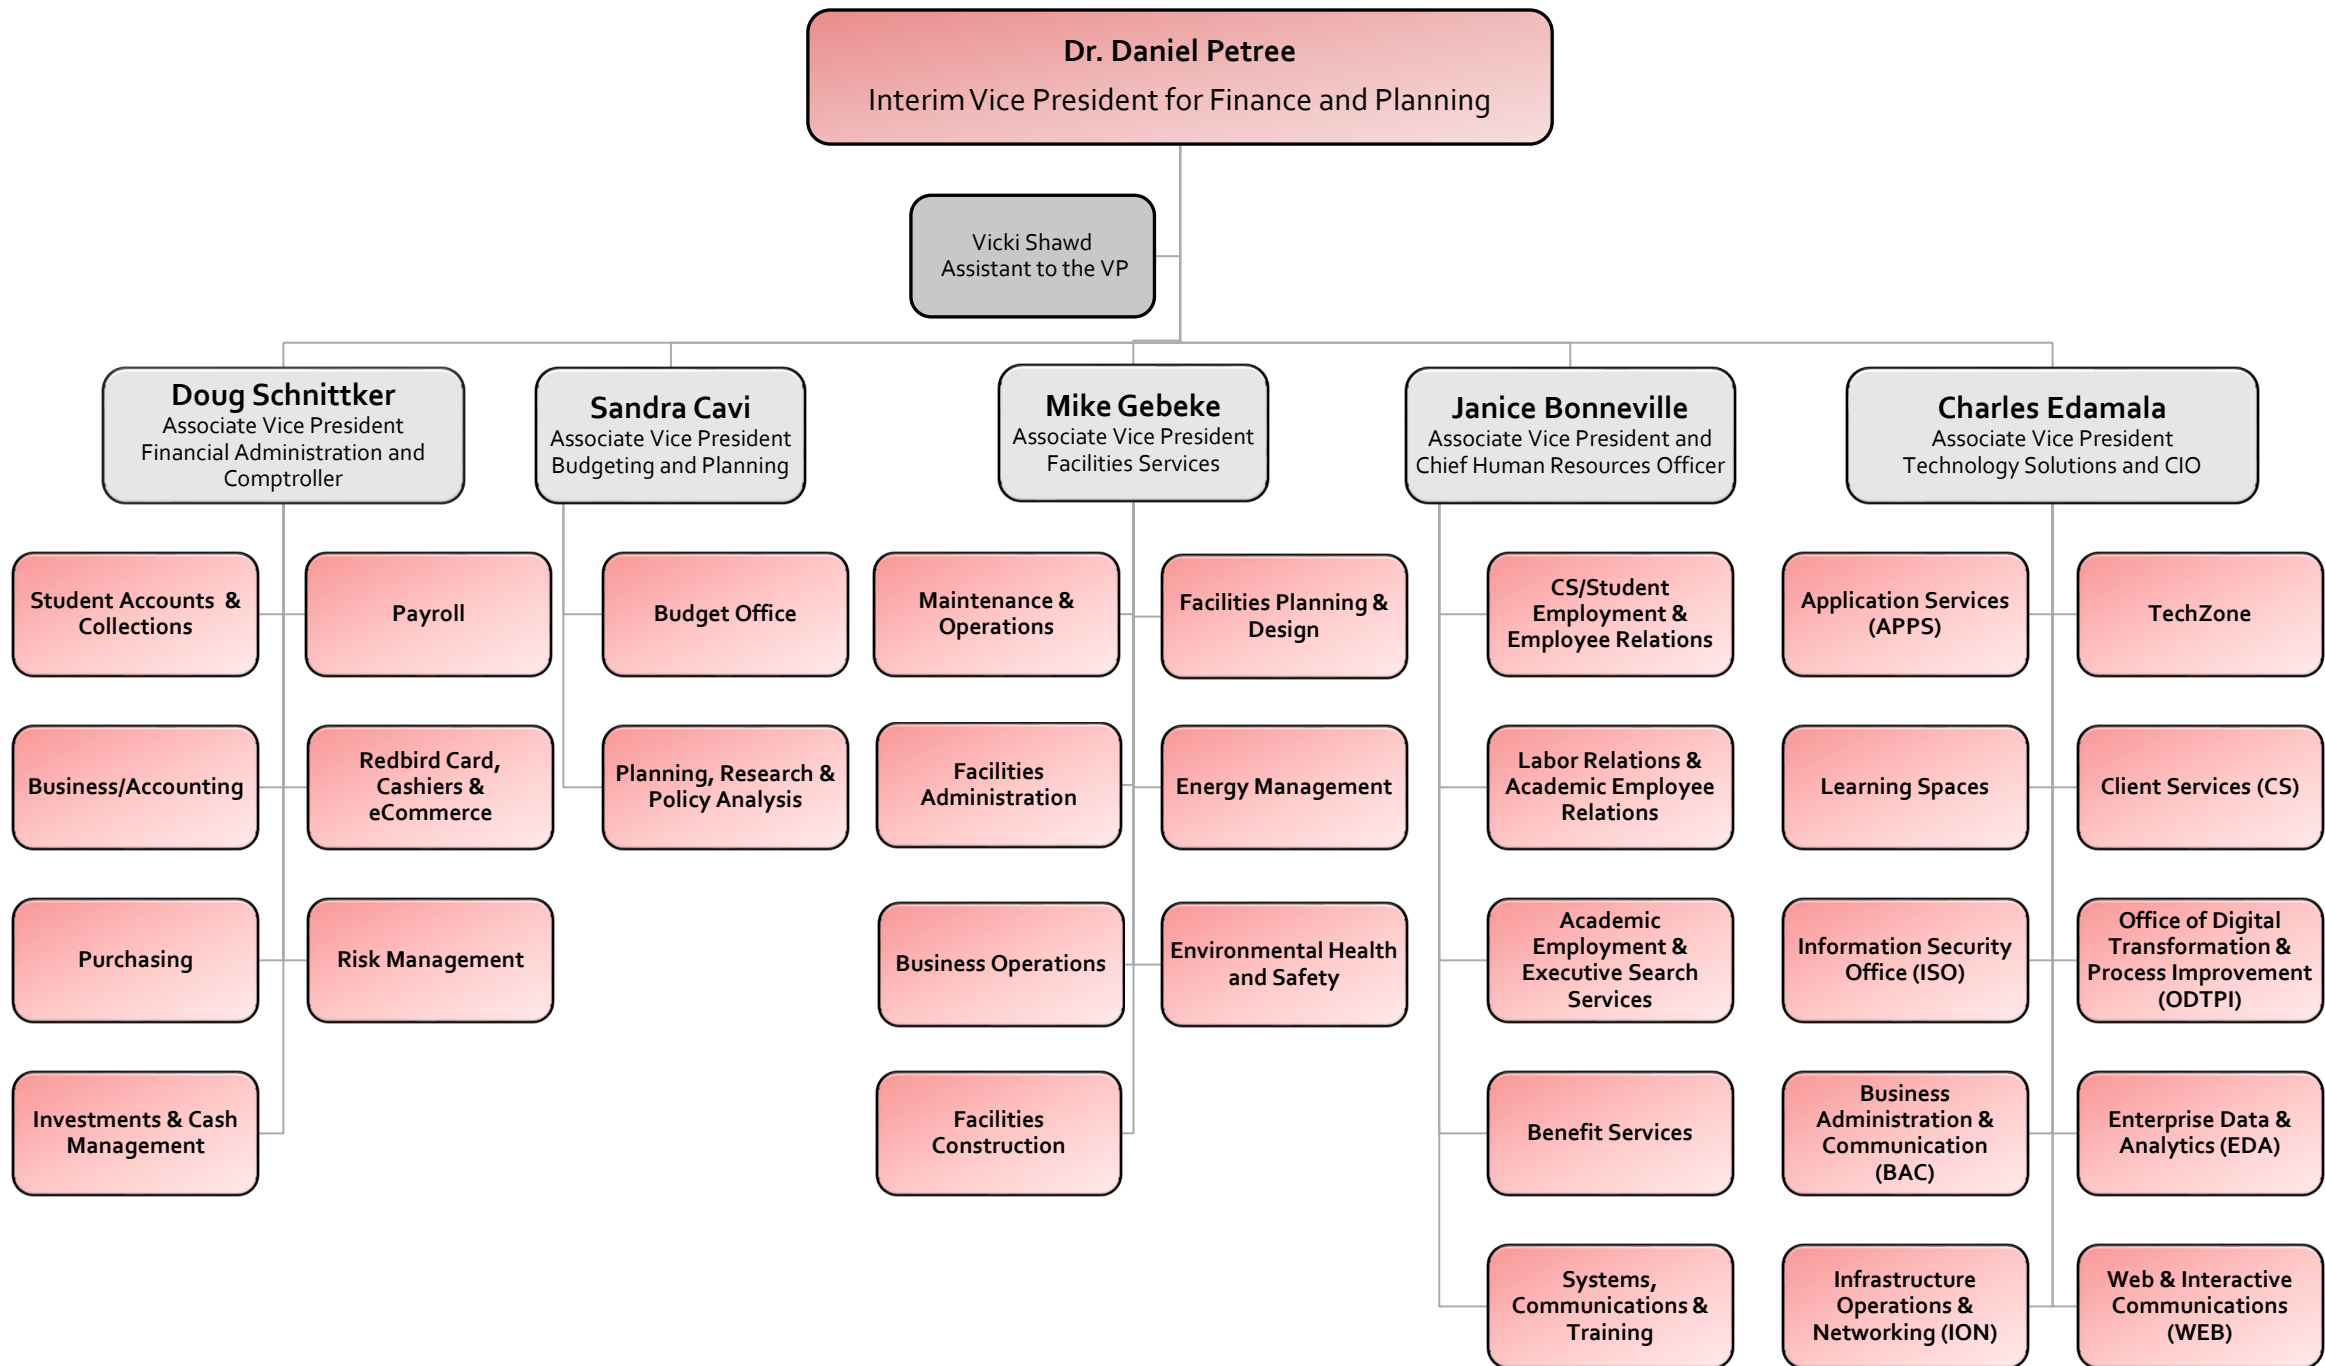 Dr. Daniel Petree
Interim Vice President for Finance and Planning
Vicki Shawd
Assistant to the VP
Doug Schnittker
Associate Vice President
Financial Administration and
Comptroller
Sandra Cavi
Associate Vice President
Budgeting and Planning
Mike Gebeke
Associate Vice President
Facilities Services
Janice Bonneville
Associate Vice President and
Chief Human Resources Officer
Charles Edamala
Associate Vice President
Technology Solutions and CIO
Student Accounts &
Collections
Payroll
Budget Office
Maintenance &
Operations
Facilities Planning &
Design
CS/Student
Employment &
Employee Relations
Application Services
(APPS)
TechZone
Business/Accounting
Redbird Card,
Cashiers &
eCommerce
Planning, Research &
Policy Analysis
Facilities
Administration
Energy Management
Labor Relations &
Academic Employee
Relations
Learning Spaces
Client Services (CS)
Purchasing
Risk Management
Business Operations
Environmental Health
and Safety
Academic
Employment &
Executive Search
Services
Information Security
Office (ISO)
Office of Digital
Transformation &
Process Improvement
(ODTPI)
Investments & Cash
Management
Facilities
Construction
Benefit Services
Business
Administration &
Communication
(BAC)
Enterprise Data &
Analytics (EDA)
Systems,
Communications &
Training
Infrastructure
Operations &
Networking (ION)
Web & Interactive
Communications
(WEB)